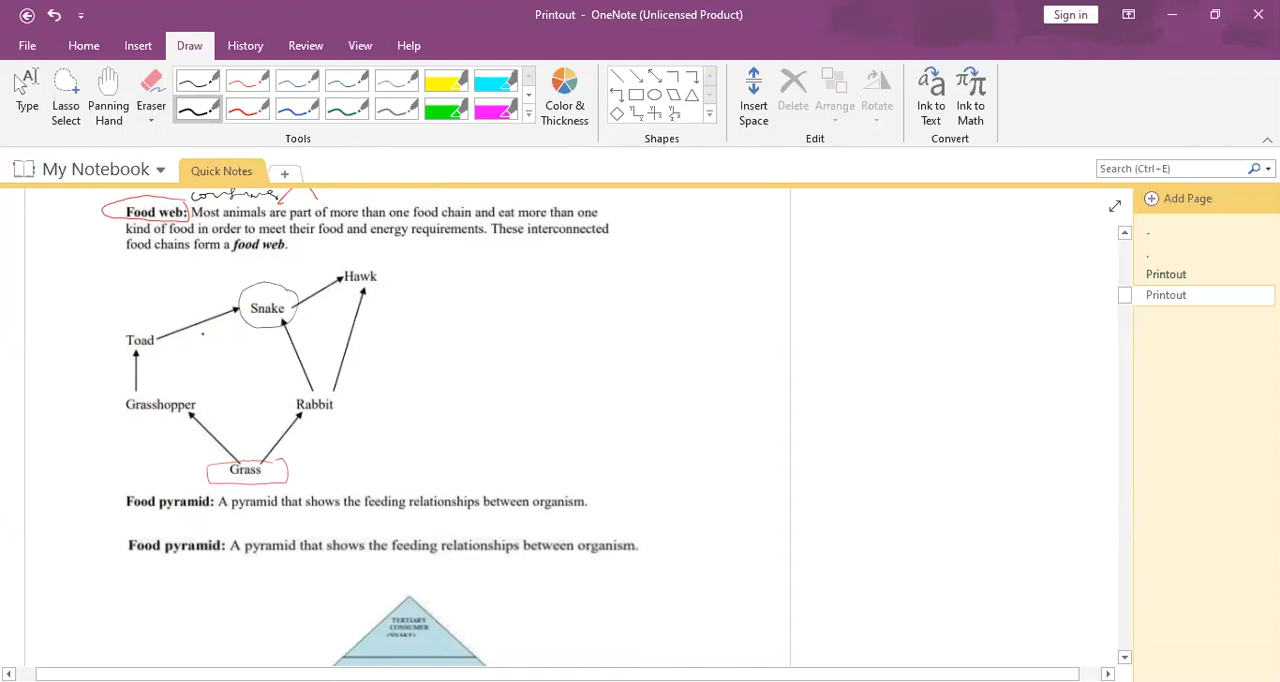 Printout - OneNote (Unlicensed Product)
Sign in
File Home Insert Draw History Review View Help
Type
Lasso Select
Panning Hand
Eraser
Color & Thickness
Insert Space
Delete
Arrange
Rotate
Ink to Text
Ink to Math
Tools
Shapes
Edit
Convert
My Notebook
Quick Notes
Search (Ctrl+E)
Add Page
-
.
Printout
Printout
Food web: Most animals are part of more than one food chain and eat more than one
kind of food in order to meet their food and energy requirements. These interconnected
food chains form a food web.
Hawk
Snake
Toad
Grasshopper
Rabbit
Grass
Food pyramid: A pyramid that shows the feeding relationships between organism.
Food pyramid: A pyramid that shows the feeding relationships between organism.
TERTIARY
CONSUMER
(SNAKE)